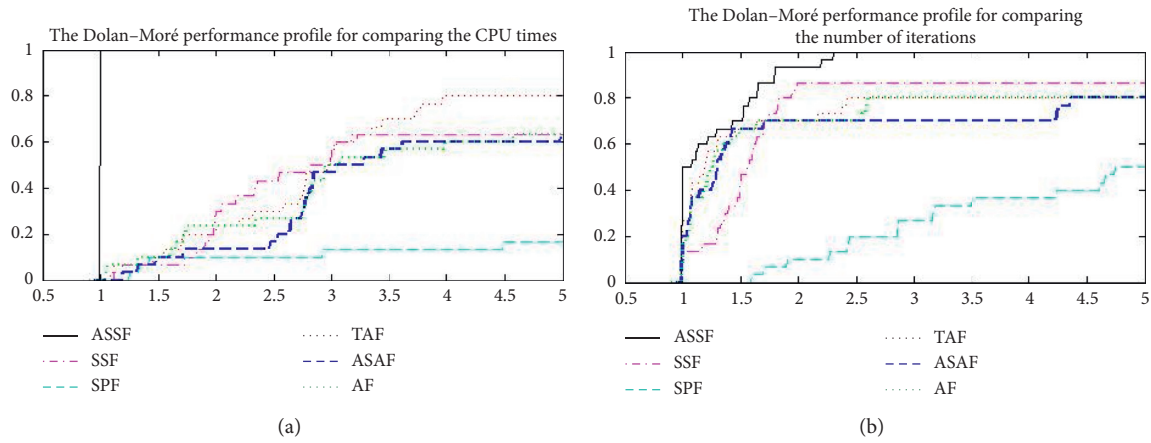 The Dolan–Moré performance profile for comparing the CPU times
1
0.8
0.6
0.4
0.2
0
0.5 1 1.5 2 2.5 3 3.5 4 4.5 5
ASSF
SSF
SPF
TAF
ASAF
AF
(a)
The Dolan–Moré performance profile for comparing
the number of iterations
1
0.8
0.6
0.4
0.2
0
0.5 1 1.5 2 2.5 3 3.5 4 4.5 5
ASSF
SSF
SPF
TAF
ASAF
AF
(b)